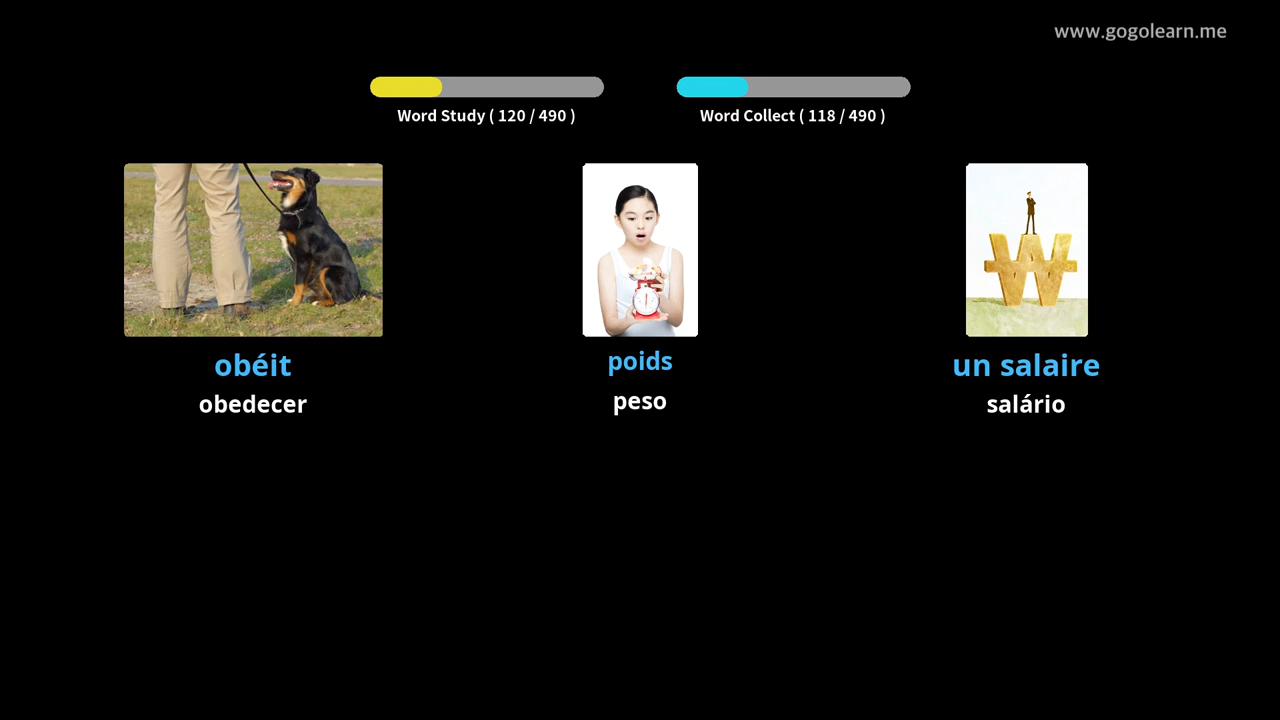 www.gogolearn.me
Word Study ( 120 / 490 )
Word Collect ( 118 / 490 )
obéit
obedecer
poids
peso
un salaire
salário